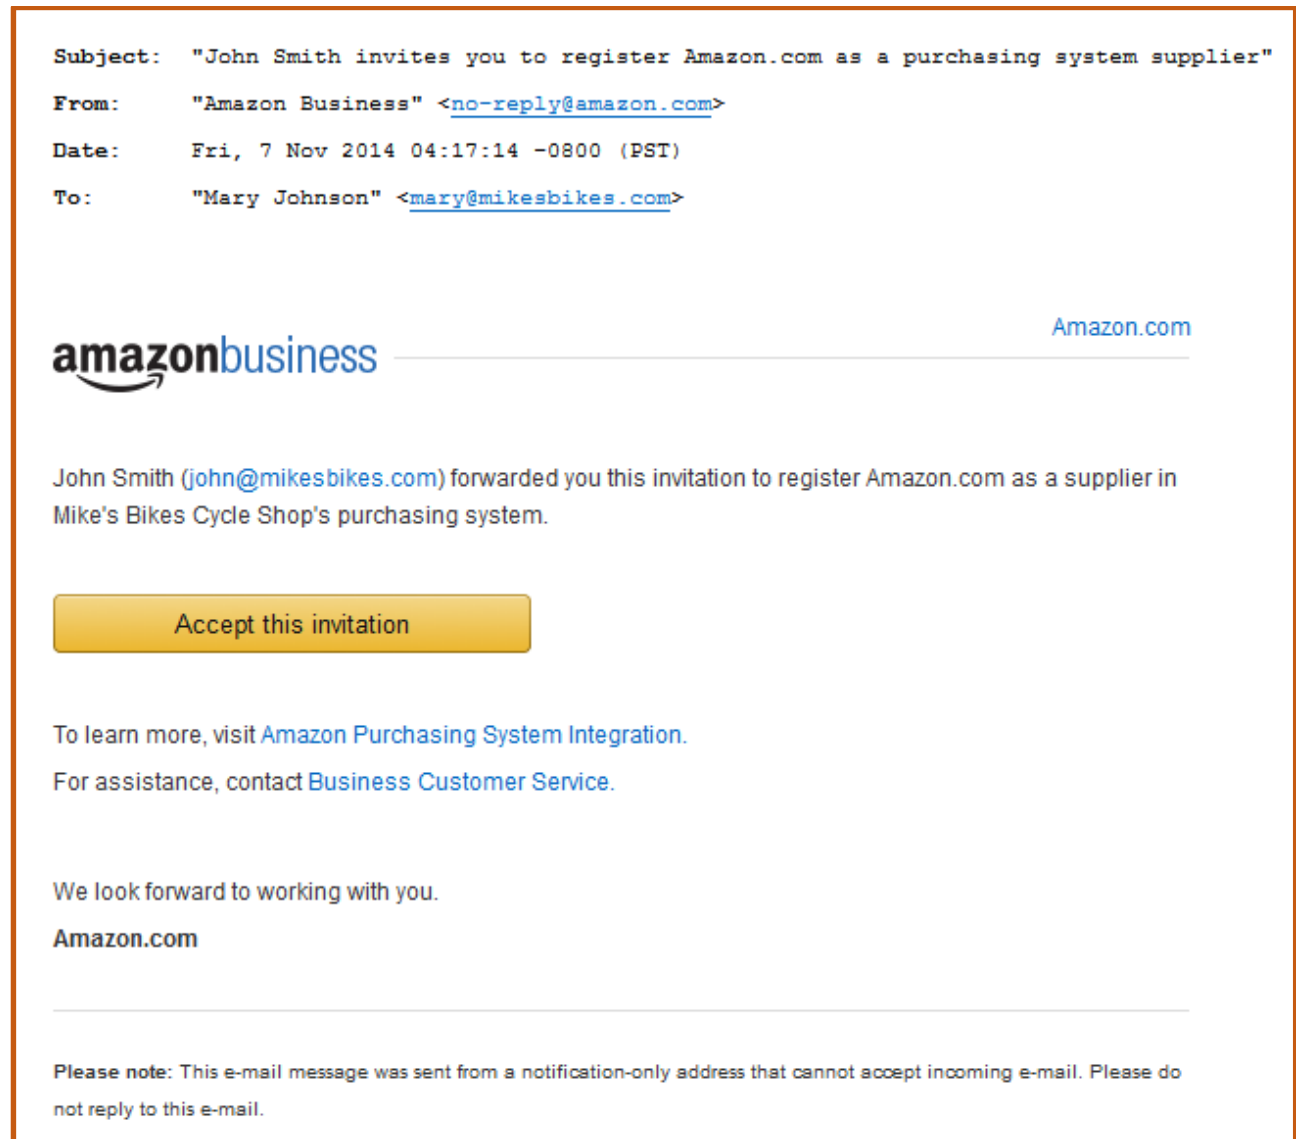 Subject: "John Smith invites you to register Amazon.com as a purchasing system supplier"
From: "Amazon Business" <no-reply@amazon.com>
Date: Fri, 7 Nov 2014 04:17:14 -0800 (PST)
To: "Mary Johnson" <mary@mikesbikes.com>
Amazon.com
amazonbusiness
John Smith (john@mikesbikes.com) forwarded you this invitation to register Amazon.com as a supplier in
Mike's Bikes Cycle Shop's purchasing system.
Accept this invitation
To learn more, visit Amazon Purchasing System Integration.
For assistance, contact Business Customer Service.
We look forward to working with you.
Amazon.com
Please note: This e-mail message was sent from a notification-only address that cannot accept incoming e-mail. Please do
not reply to this e-mail.